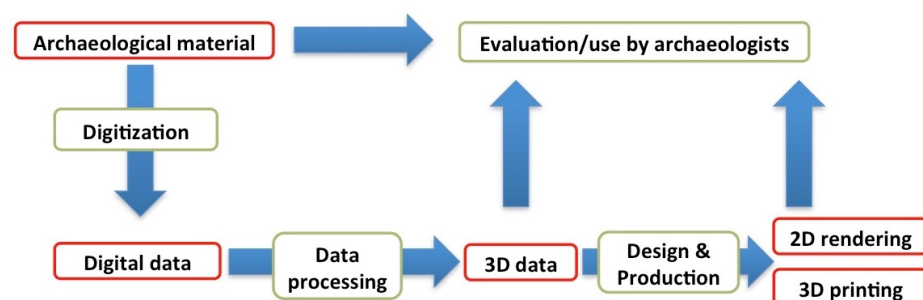 Archaeological material
Evaluation/use by archaeologists
Digitization
Digital data
Data
processing
3D data
Design &
Production
2D rendering
3D printing